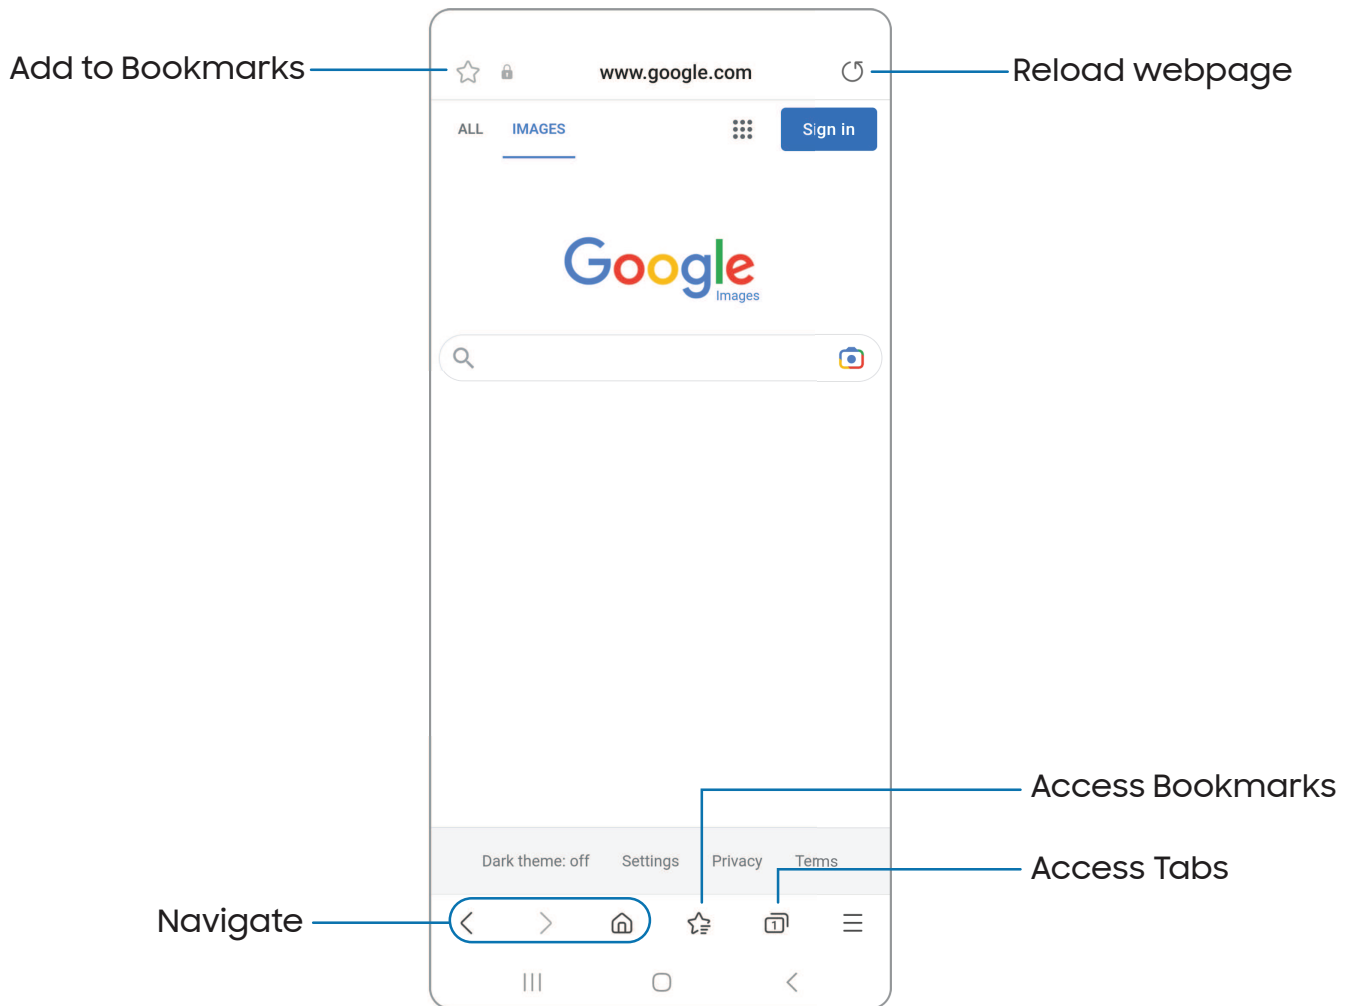 Add to Bookmarks
www.google.com
Reload webpage
ALL IMAGES
Sign in
Google
Images
Access Bookmarks
Dark theme: off Settings Privacy Terms
Access Tabs
Navigate
1